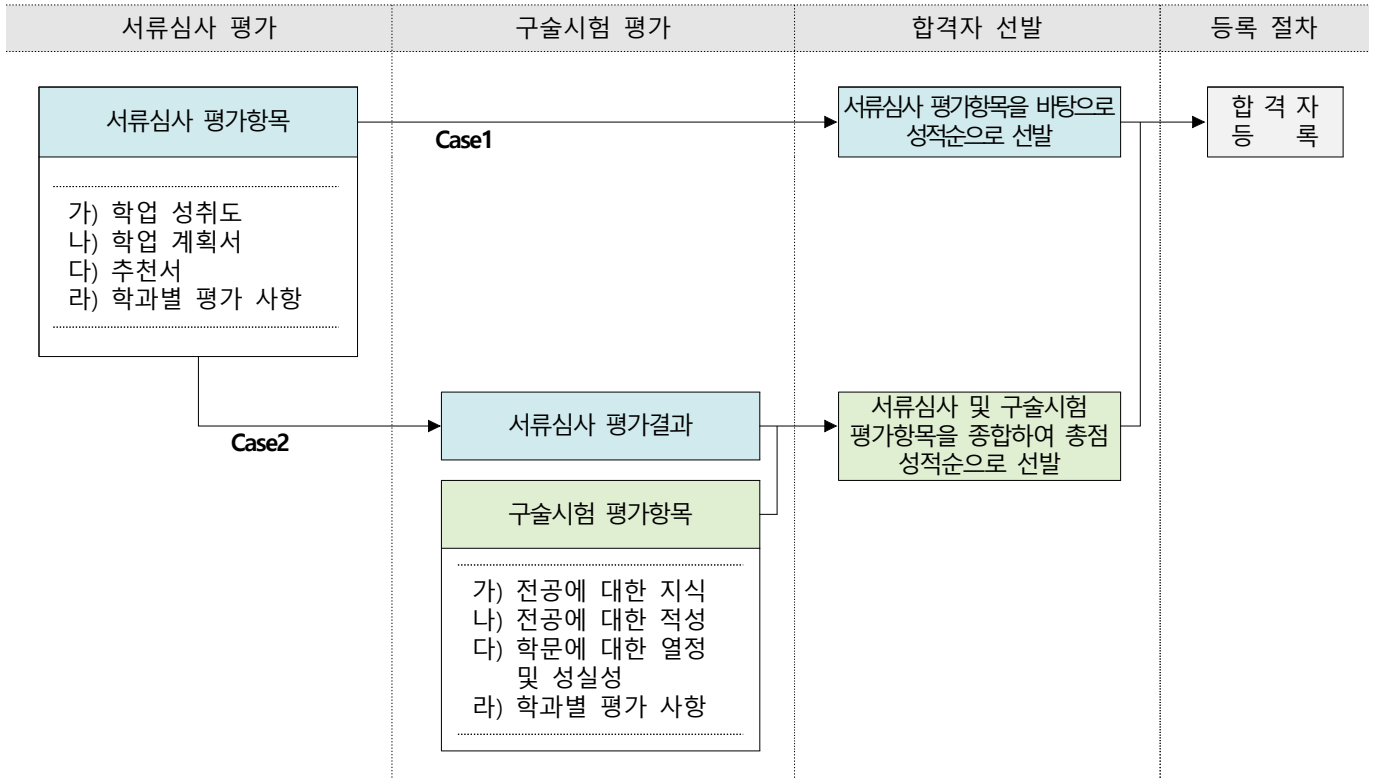 서류심사 평가
구술시험 평가
합격자 선발
등록 절차
서류심사 평가항목
가) 학업 성취도
나) 학업 계획서
다) 추천서
라) 학과별 평가 사항
Case1
서류심사 평가항목을 바탕으로
성적순으로 선발
합 격 자
등 록
Case2
서류심사 평가결과
서류심사 및 구술시험
평가항목을 종합하여 총점
성적순으로 선발
구술시험 평가항목
가) 전공에 대한 지식
나) 전공에 대한 적성
다) 학문에 대한 열정
및 성실성
라) 학과별 평가 사항